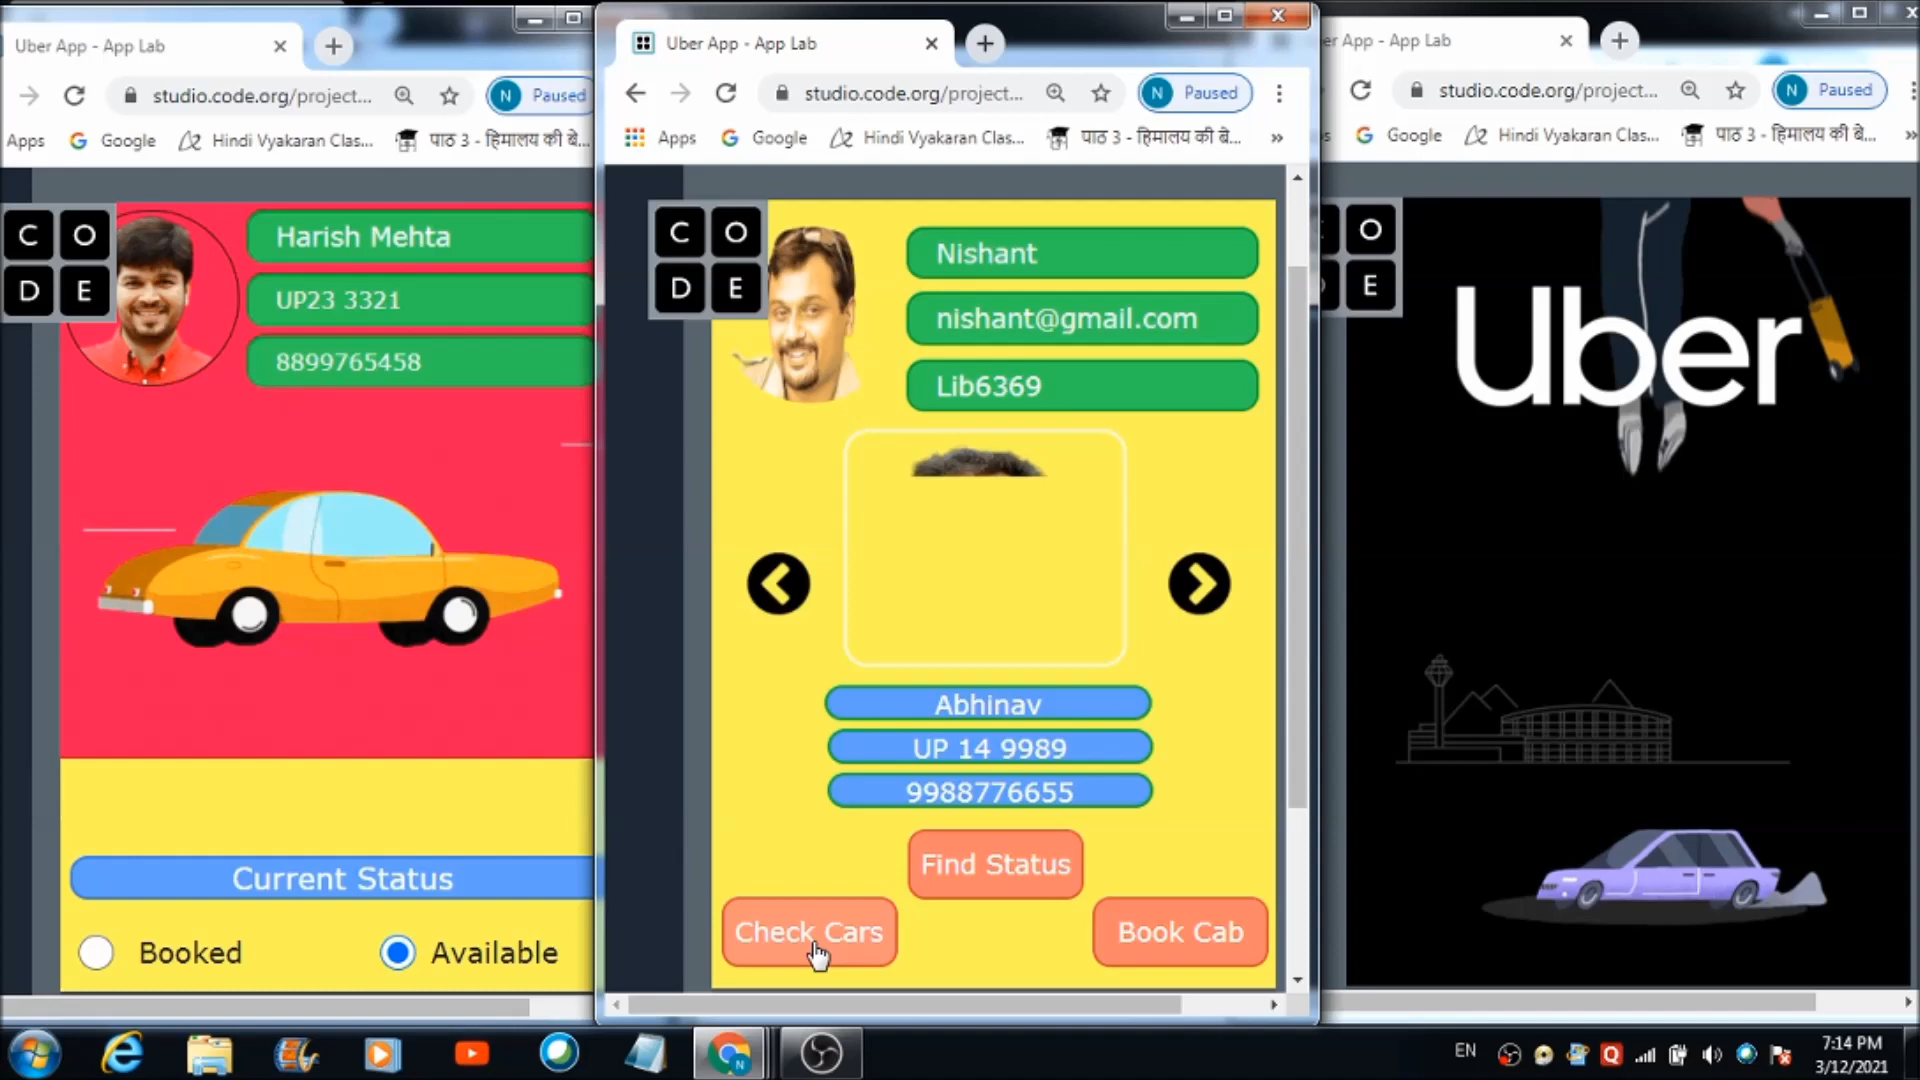 Uber App - App Lab
studio.code.org/project...
N Paused
Apps
Google
Hindi Vyakaran Clas...
पाठ 3 - हिमालय की बे...
C O
D E
Harish Mehta
UP23 3321
8899765458
Current Status
Booked
Available
Uber App - App Lab
studio.code.org/project...
N Paused
Apps
Google
Hindi Vyakaran Clas...
पाठ 3 - हिमालय की बे...
»
C O
D E
Nishant
nishant@gmail.com
Lib6369
Abhinav
UP 14 9989
9988776655
Find Status
Check Cars
Book Cab
er App - App Lab
studio.code.org/project...
N Paused
s
Google
Hindi Vyakaran Clas...
पाठ 3 - हिमालय की बे...
»
O
E
Uber
EN
7:14 PM
3/12/2021